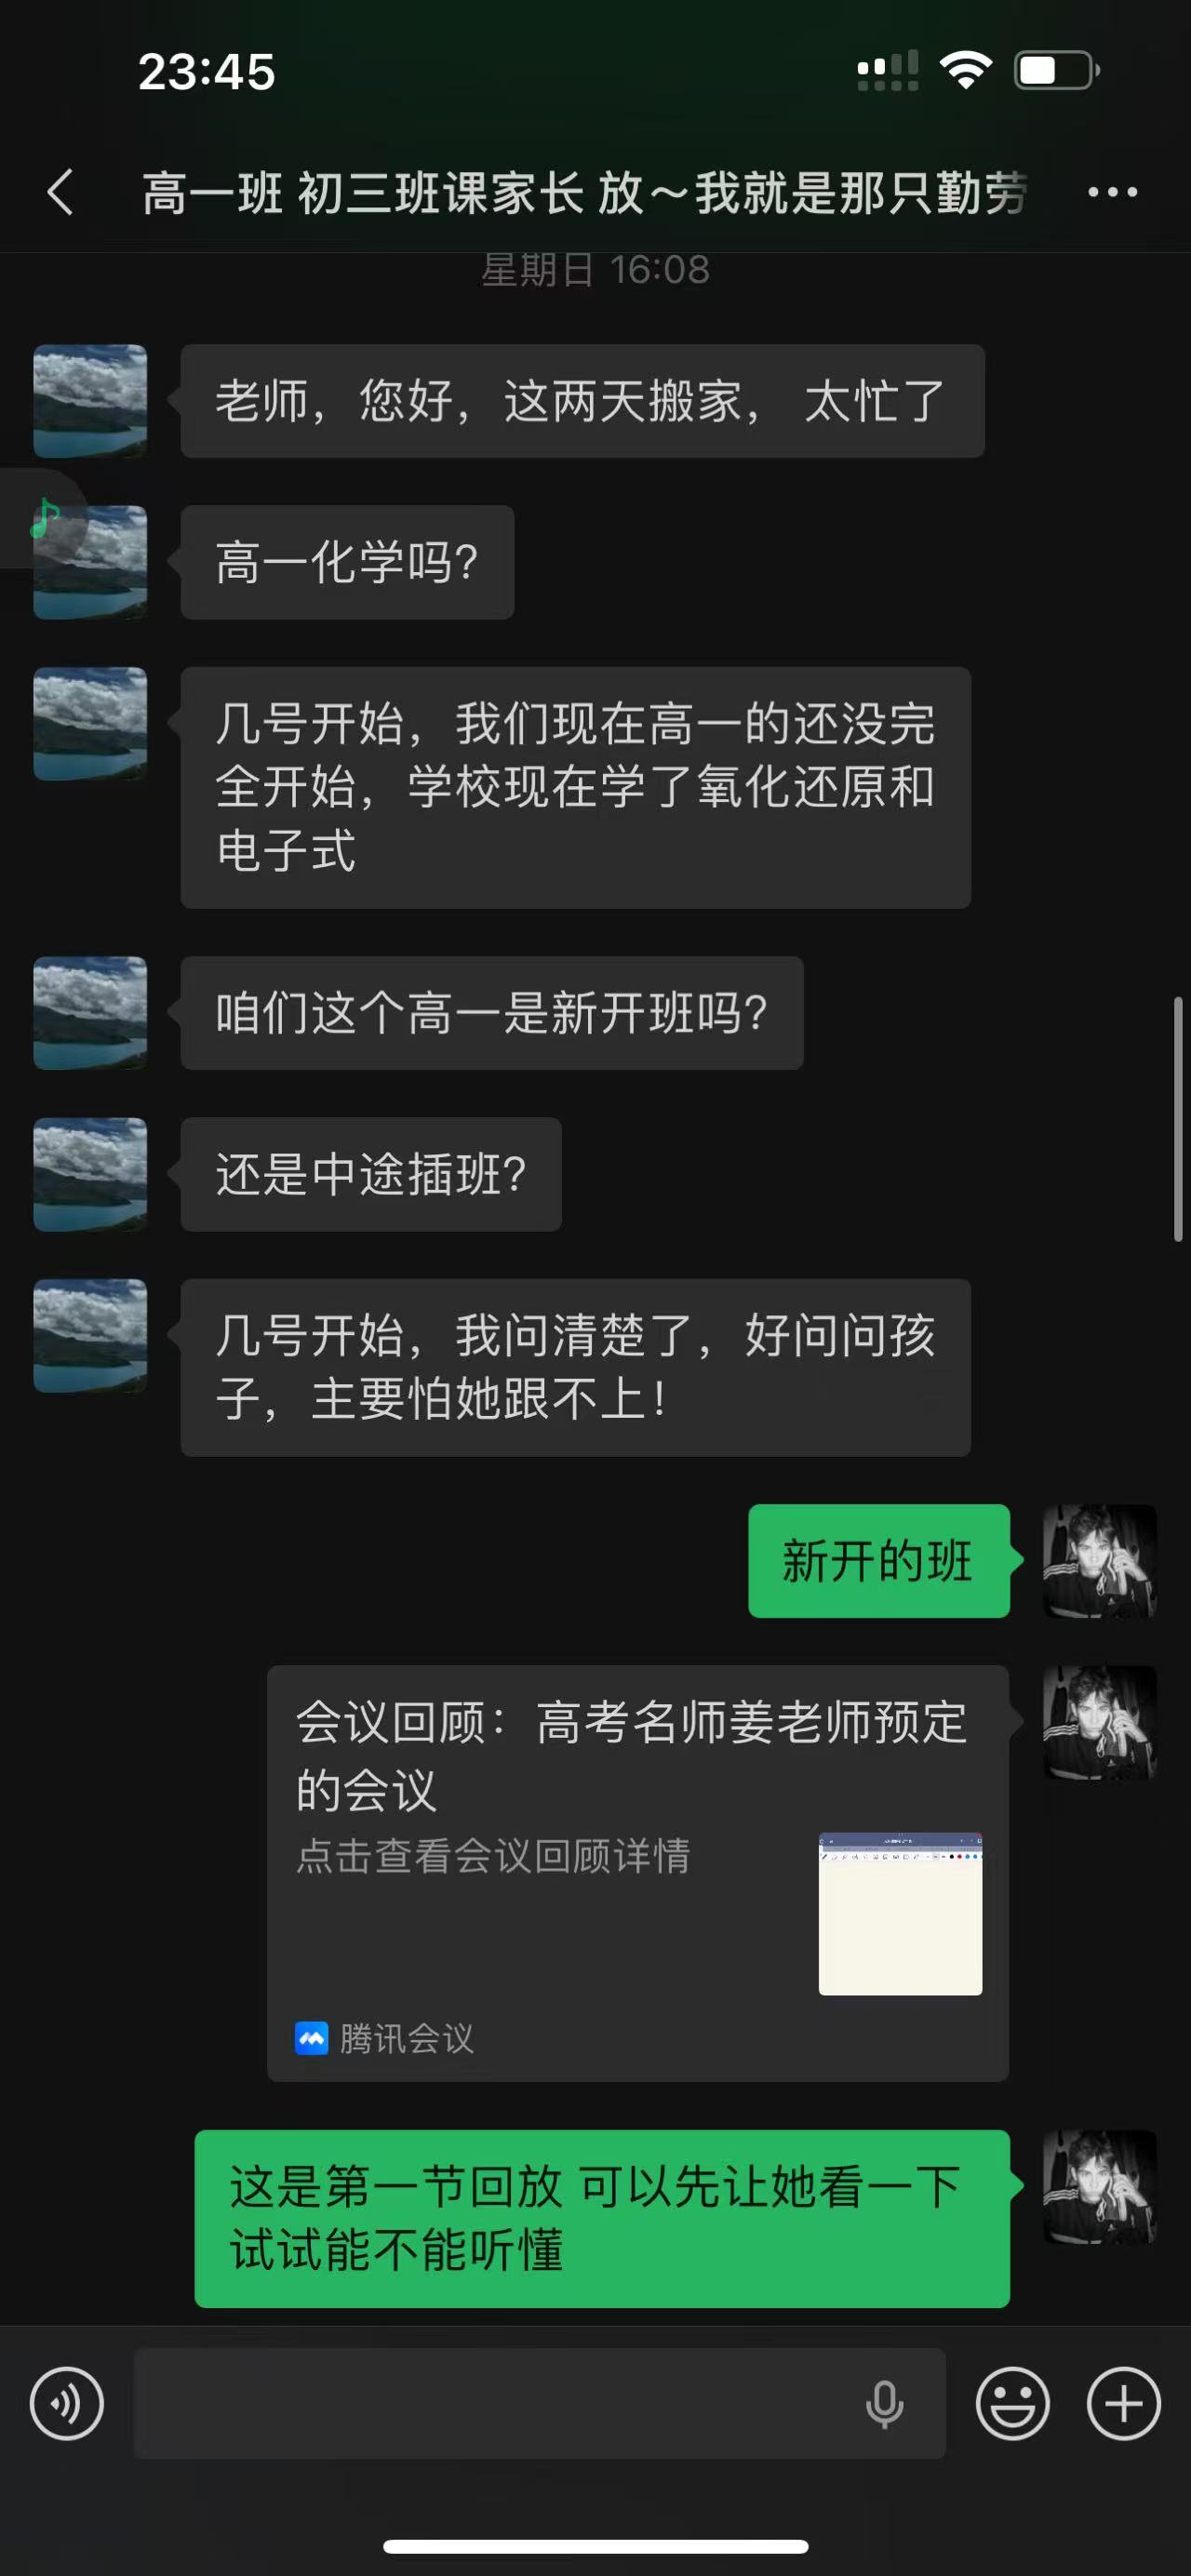 23:45
高一班 初三班课家长 放～我就是那只勤劳
星期日 16:08
老师，您好，这两天搬家， 太忙了
高一化学吗？
几号开始，我们现在高一的还没完
全开始，学校现在学了氧化还原和
电子式
咱们这个高一是新开班吗？
还是中途插班？
几号开始，我问清楚了，好问问孩
子，主要怕她跟不上！
新开的班
会议回顾：高考名师姜老师预定
的会议
点击查看会议回顾详情
腾讯会议
这是第一节回放 可以先让她看一下
试试能不能听懂